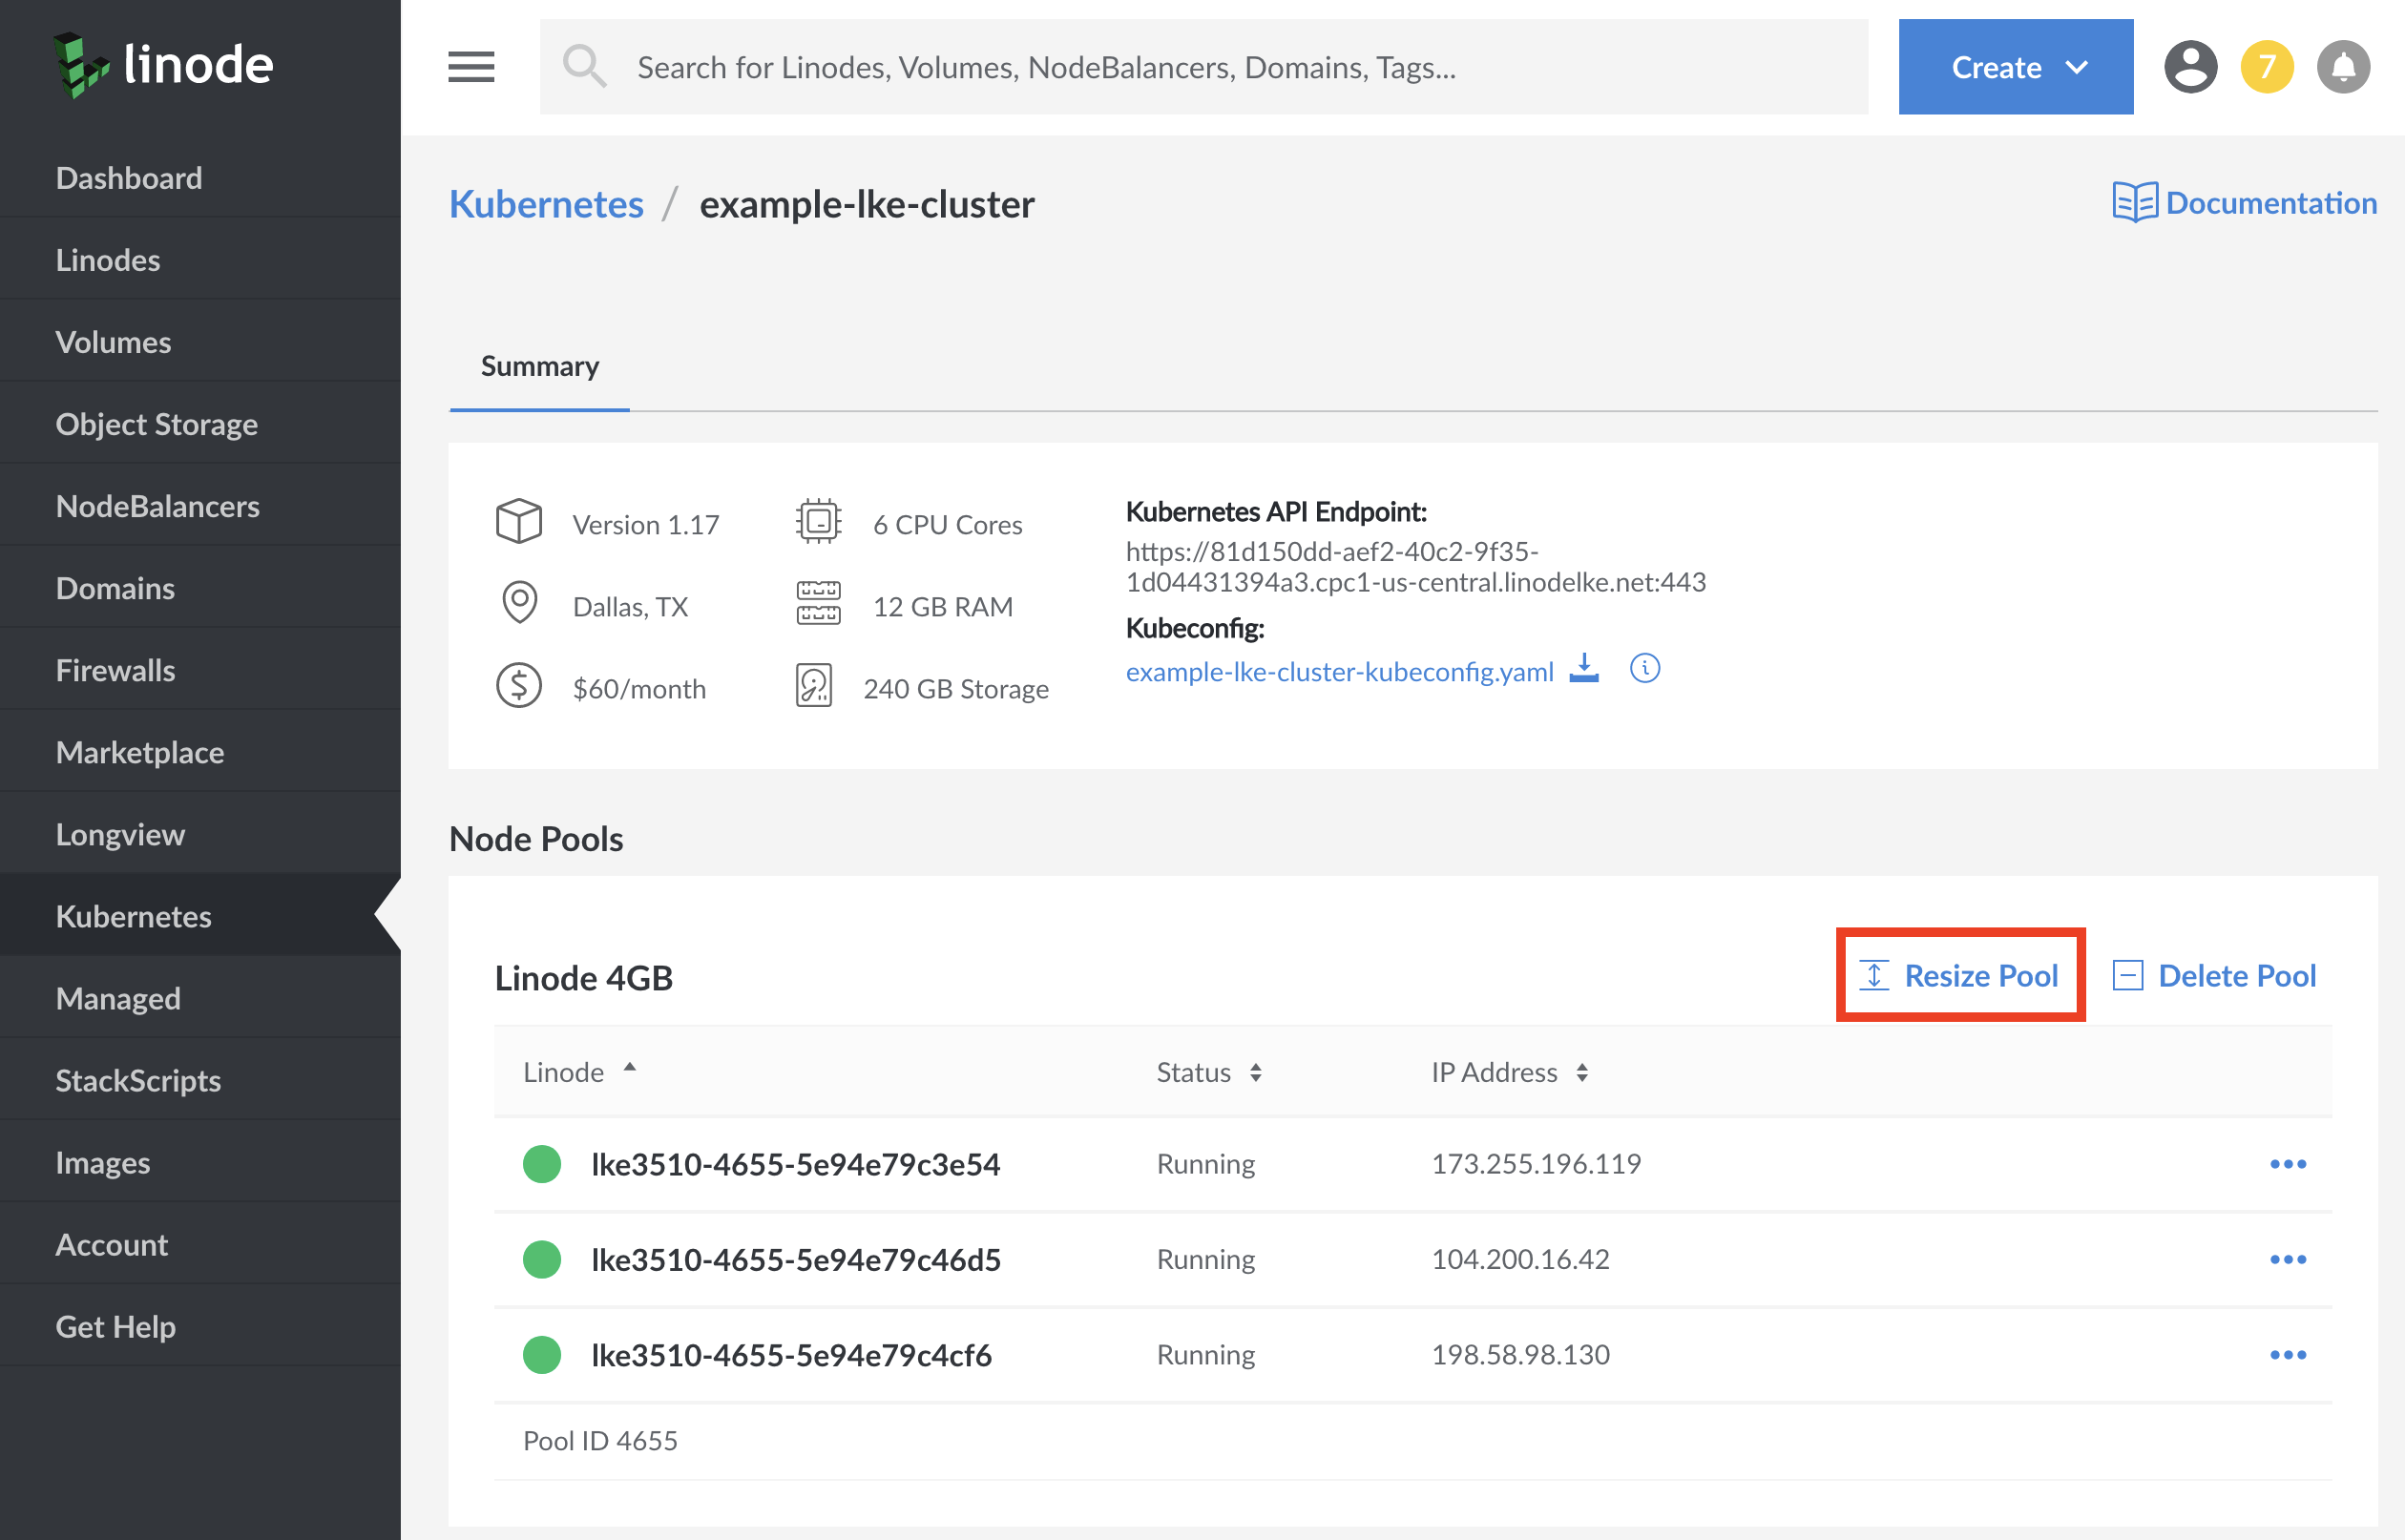 linode
Search for Linodes, Volumes, NodeBalancers, Domains, Tags...
Create
7
Dashboard
Linodes
Volumes
Object Storage
NodeBalancers
Domains
Firewalls
Marketplace
Longview
Kubernetes
Managed
StackScripts
Images
Account
Get Help
Kubernetes / example-lke-cluster
Documentation
Summary
Version 1.17
Dallas, TX
$60/month
6 CPU Cores
12 GB RAM
240 GB Storage
Kubernetes API Endpoint:
https://81d150dd-aef2-40c2-9f35-
1d04431394a3.cpc1-us-central.linodelke.net:443
Kubeconfig:
example-lke-cluster-kubeconfig.yaml
Node Pools
Linode 4GB
Resize Pool
Delete Pool
Linode Status IP Address
lke3510-4655-5e94e79c3e54 Running 173.255.196.119
lke3510-4655-5e94e79c46d5 Running 104.200.16.42
lke3510-4655-5e94e79c4cf6 Running 198.58.98.130
Pool ID 4655